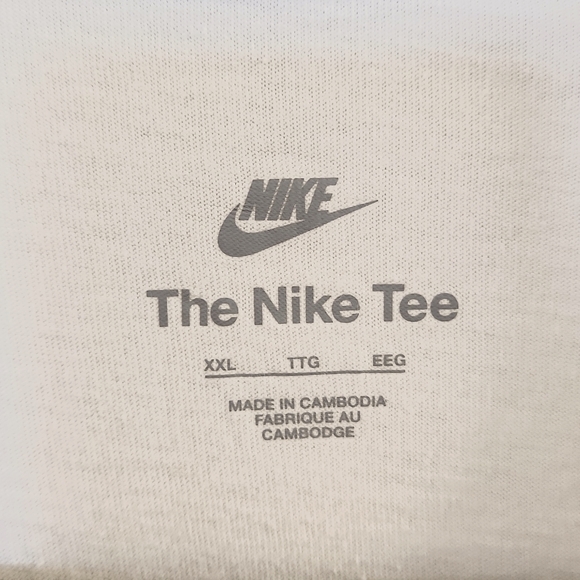 NIKE
The Nike Tee
XXL TTG EEG
MADE IN CAMBODIA
FABRIQUE AU
CAMBODGE